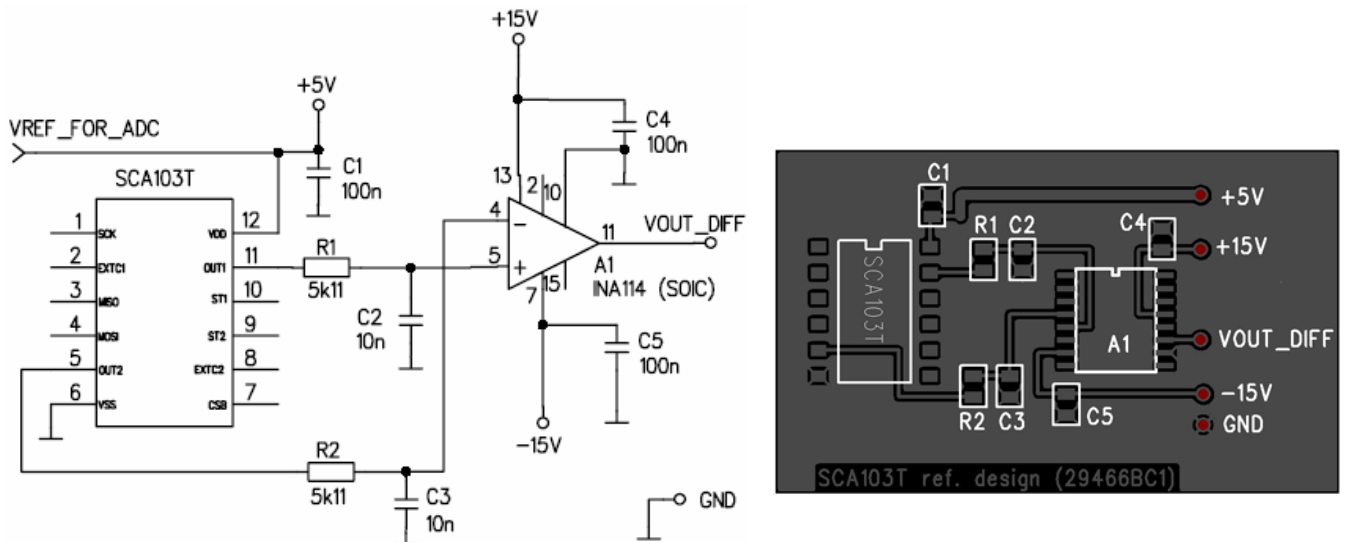 +15V
+5V
VREF_FOR_ADC
C1
100n
C4
100n
SCA103T
1
SCK
VDD
12
2
EXTC1
OUT1
11
3
MISO
ST1
10
4
MOSI
ST2
9
5
OUT2
EXTC2
8
6
VSS
CSB
7
R1
5k11
C2
10n
13
2
10
4
5
11
7
15
VOUT_DIFF
A1
INA114 (SOIC)
C5
100n
-15V
R2
5k11
C3
10n
GND
C1
+5V
R1 C2
C4
+15V
SCA103T
A1
VOUT_DIFF
-15V
R2 C3
C5
GND
SCA103T ref. design (29466BC1)